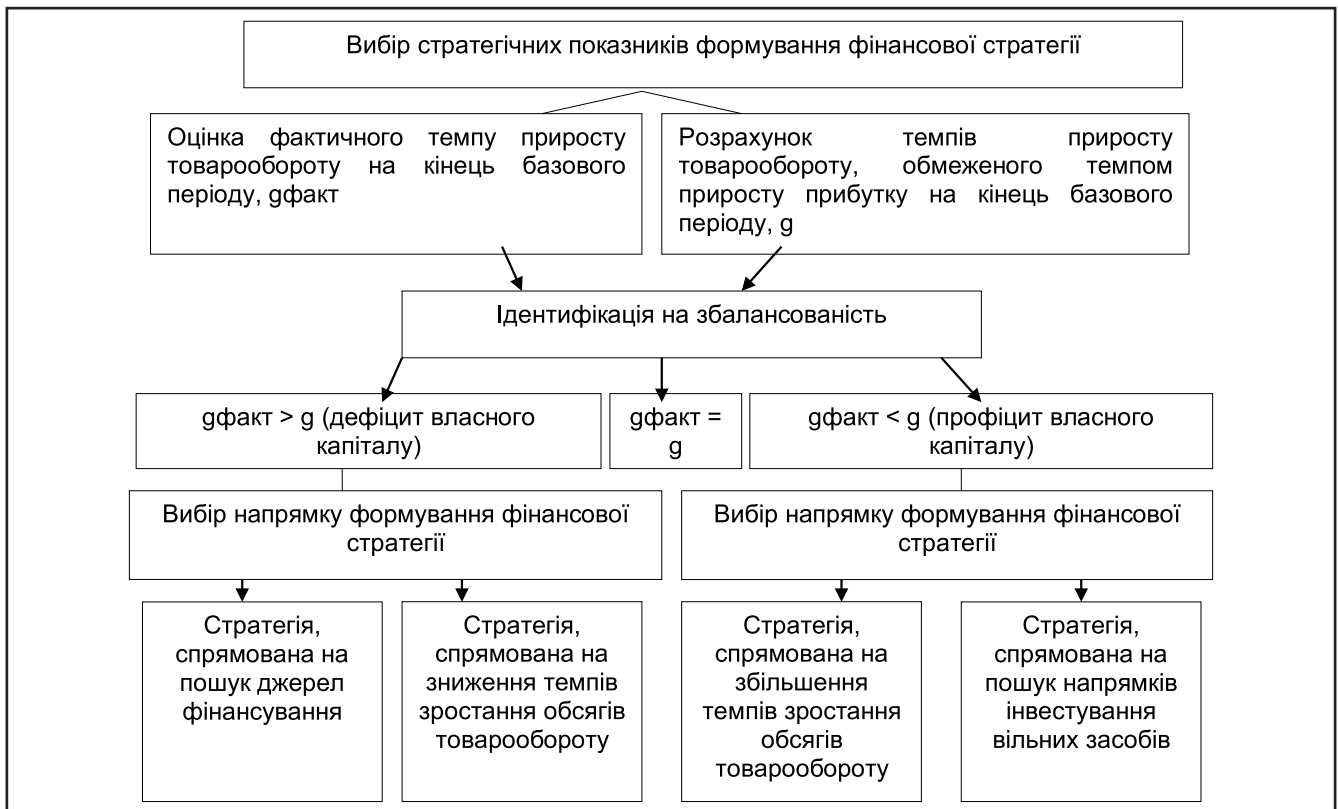 Вибір стратегічних показників формування фінансової стратегії
Оцінка фактичного темпу приросту
товарообороту на кінець базового
періоду, gфакт
Розрахунок темпів приросту
товарообороту, обмеженого темпом
приросту прибутку на кінець базового
періоду, g
Ідентифікація на збалансованість
gфакт > g (дефіцит власного
капіталу)
gфакт =
g
gфакт < g (профіцит власного
капіталу)
Вибір напрямку формування фінансової
стратегії
Вибір напрямку формування фінансової
стратегії
Стратегія,
спрямована на
пошук джерел
фінансування
Стратегія,
спрямована на
зниження темпів
зростання обсягів
товарообороту
Стратегія,
спрямована на
збільшення
темпів зростання
обсягів
товарообороту
Стратегія,
спрямована на
пошук напрямків
інвестування
вільних засобів